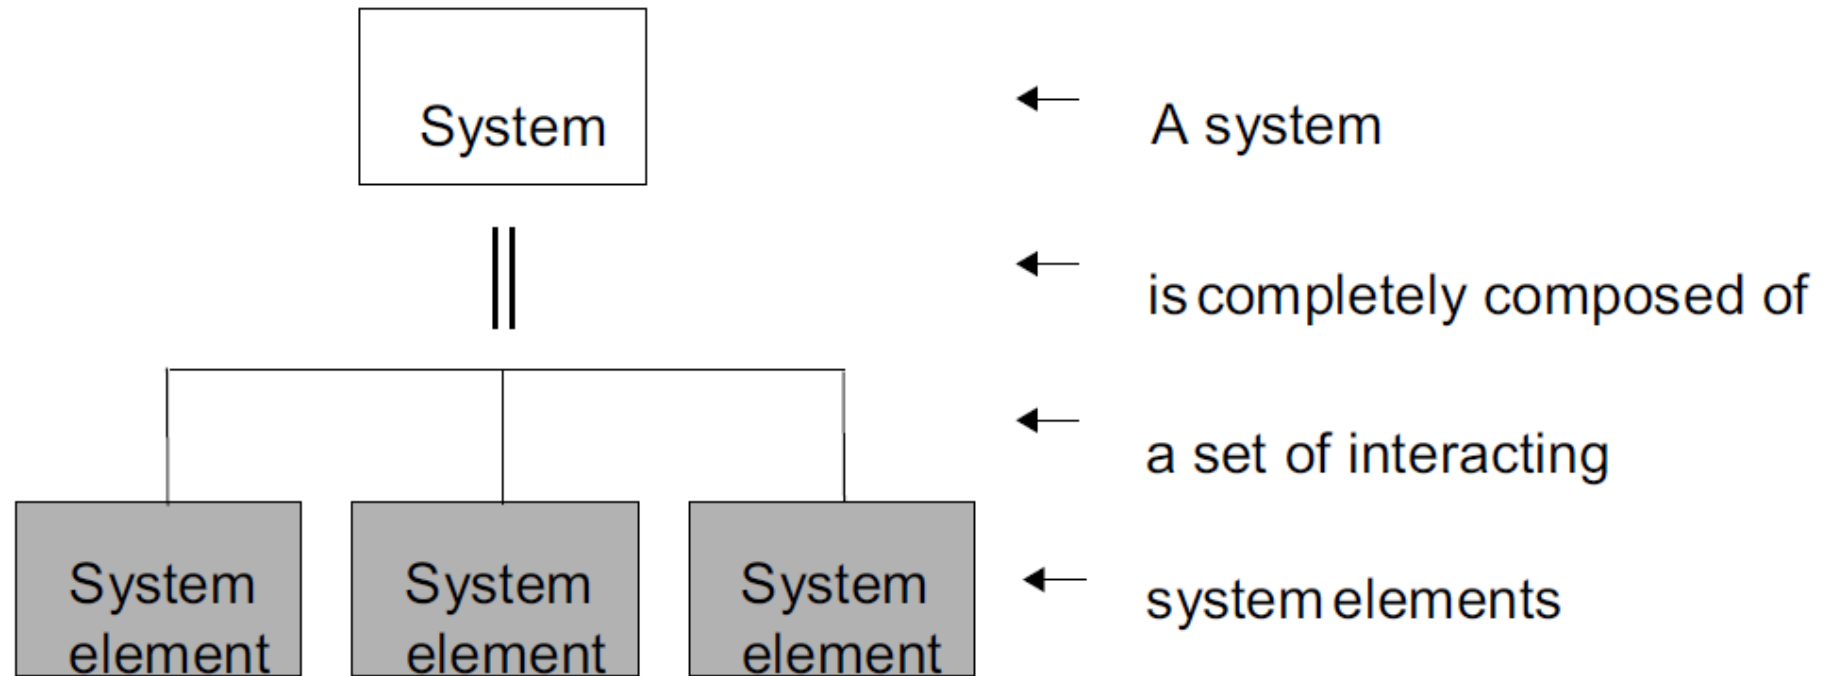 System
A system
is completely composed of
a set of interacting
System
element
System
element
System
element
system elements